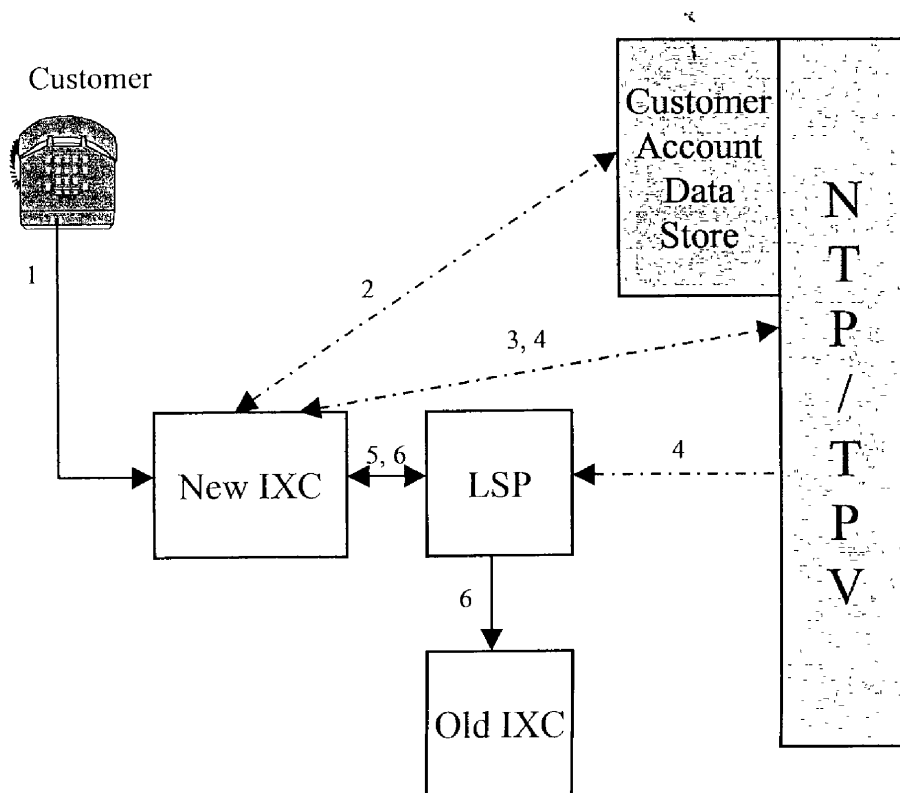 Customer
Customer
Account
Data
Store
N
T
P
/
T
P
V
1
2
3, 4
New IXC
5, 6
LSP
4
6
Old IXC